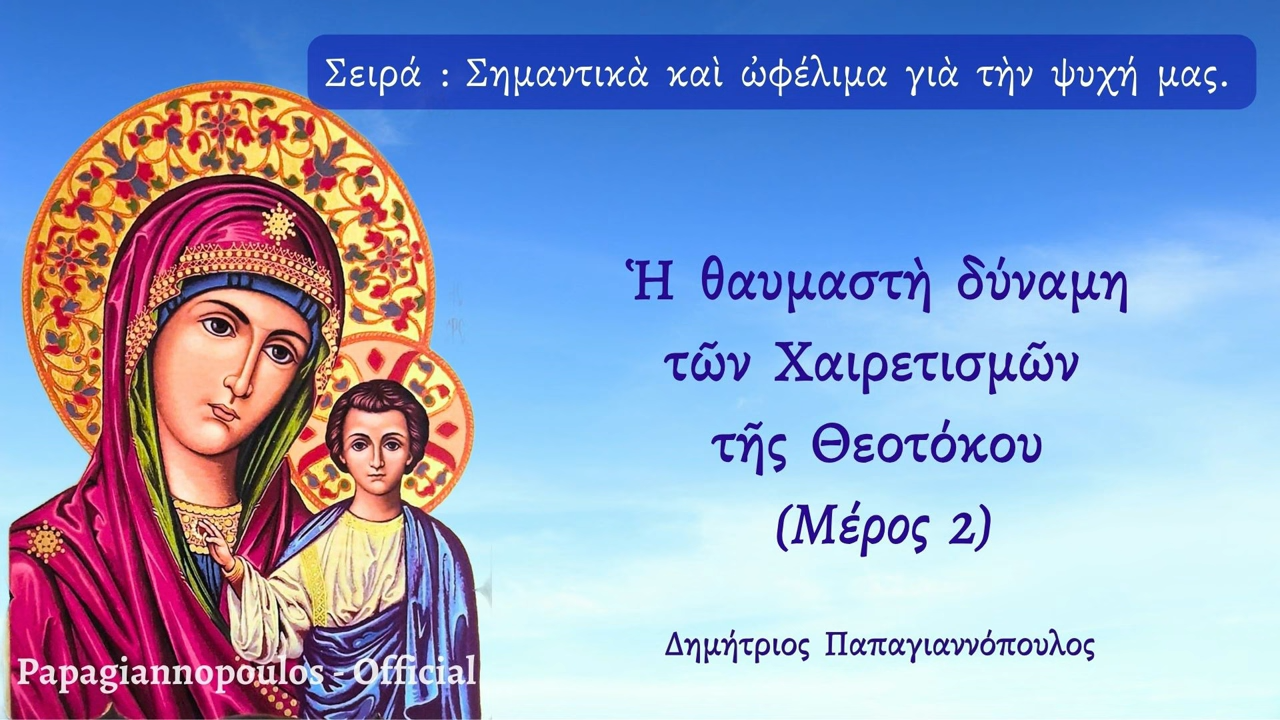 Σειρά : Σημαντικὰ καὶ ὠφέλιμα γιὰ τὴν ψυχή μας.
Ἡ θαυμαστὴ δύναμη
τῶν Χαιρετισμῶν
τῆς Θεοτόκου
(Μέρος 2)
Δημήτριος Παπαγιαννόπουλος
Papagiannopoulos - Official